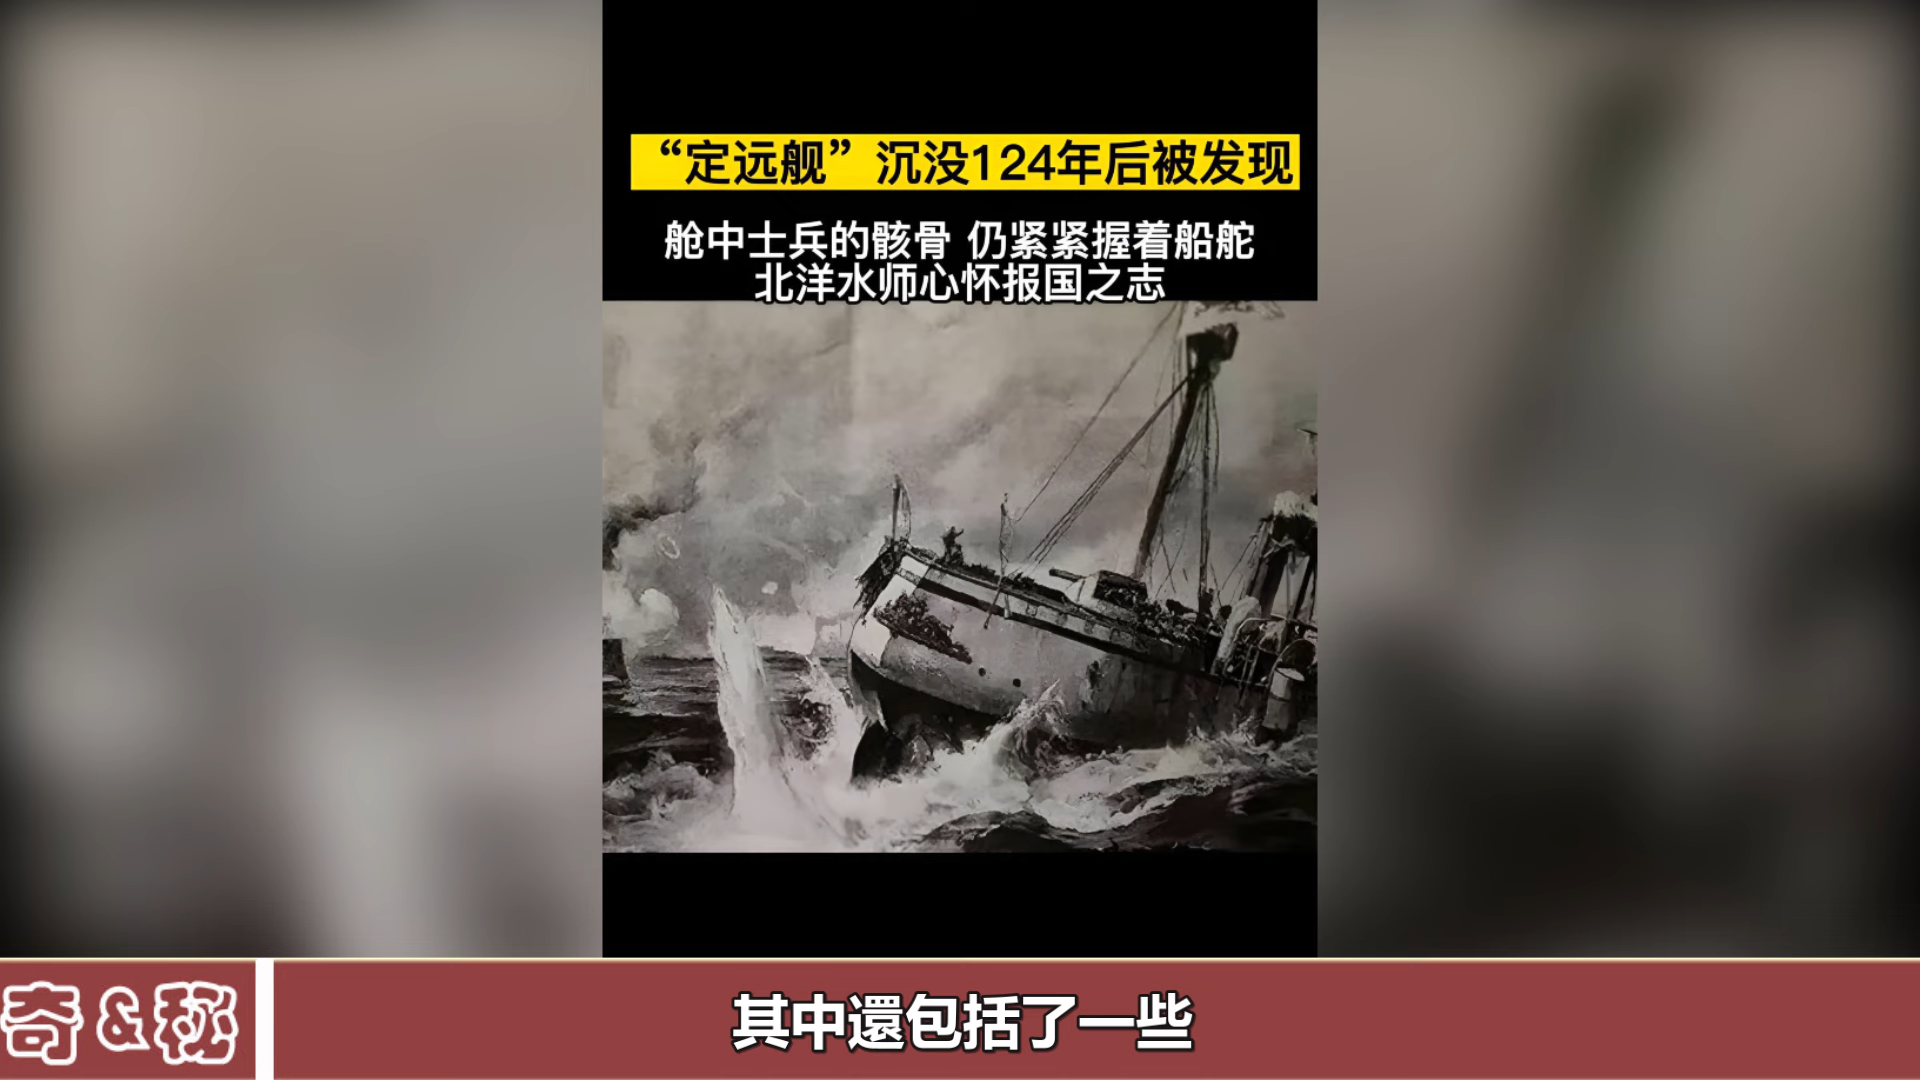 “定远舰”沉没124年后被发现
舱中士兵的骸骨 仍紧紧握着船舵
北洋水师心怀报国之志
奇&秘
其中還包括了一些